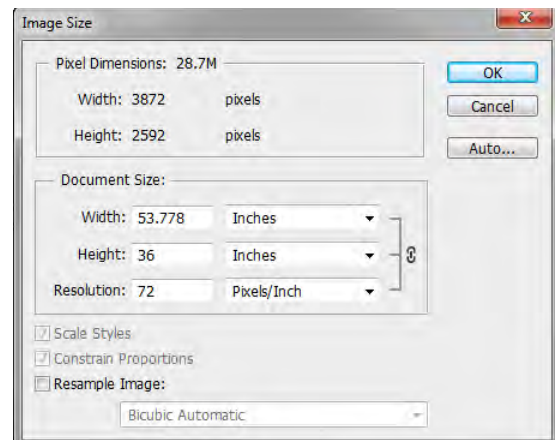 Image Size
Pixel Dimensions: 28.7M
OK
Width: 3872 pixels
Cancel
Height: 2592 pixels
Auto...
Document Size:
Width: 53.778 Inches
Height: 36 Inches
Resolution: 72 Pixels/Inch
Scale Styles
Constrain Proportions
Resample Image:
Bicubic Automatic